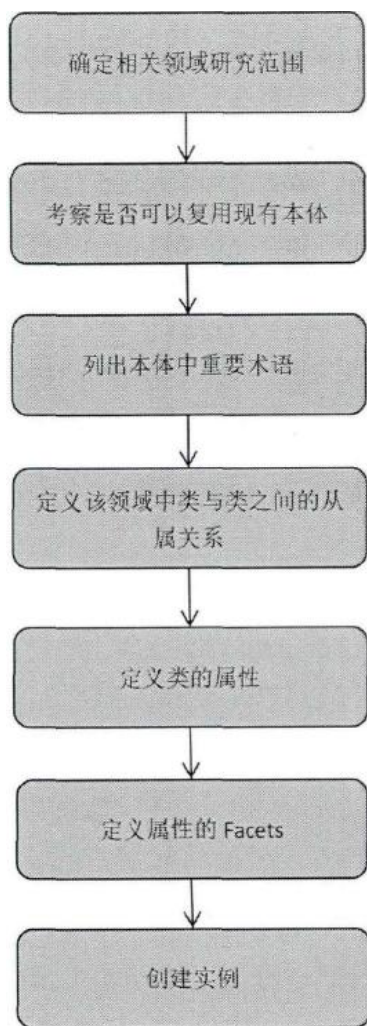 确定相关领域研究范围
考察是否可以复用现有本体
列出本体中重要术语
定义该领域中类与类之间的从
属关系
定义类的属性
定义属性的 Facets
创建实例